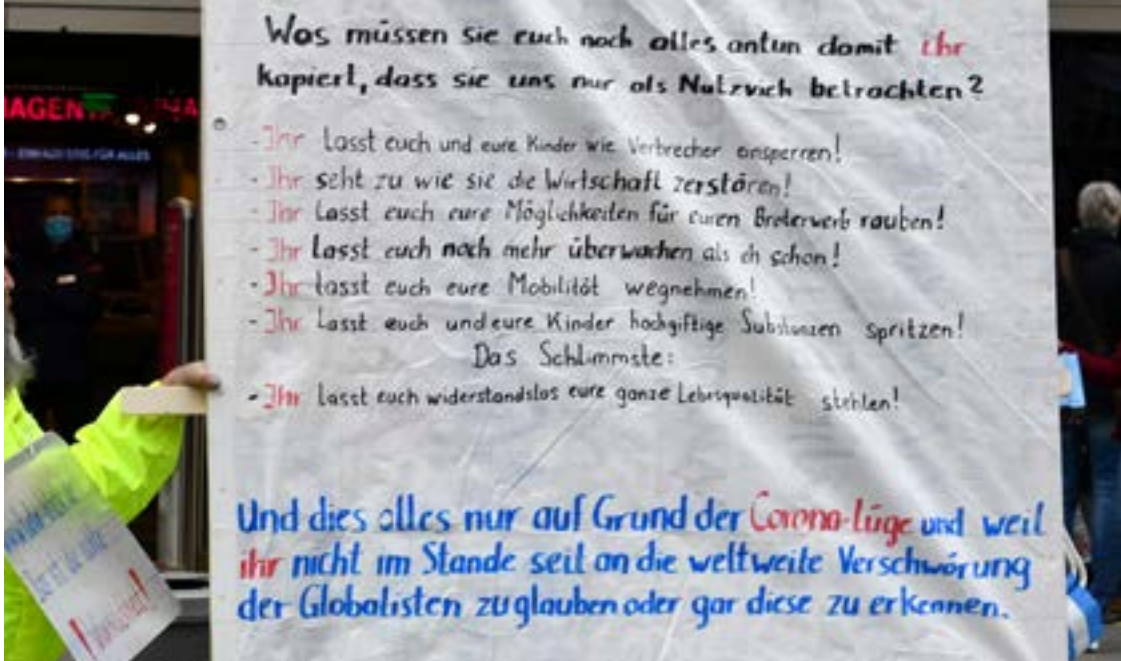 Was müssen sie euch noch alles antun damit ihr
kapiert, dass sie uns nur als Nutzvieh betrachten?
- Ihr lasst euch und eure Kinder wie Verbrecher einsperren!
- Ihr seht zu wie sie die Wirtschaft zerstören!
- Ihr lasst euch eure Möglichkeiten für euren Broterwerb rauben!
- Ihr lasst euch noch mehr überwachen als eh schon!
- Ihr lasst euch eure Mobilität wegnehmen!
- Ihr lasst euch und eure Kinder hochgiftige Substanzen spritzen!
Das Schlimmste:
- Ihr lasst euch widerstandslos eure ganze Lebensqualität stehlen!
Und dies alles nur auf Grund der Corona-Lüge und weil
ihr nicht im Stande seit an die weltweite Verschwörung
der Globalisten zu glauben oder gar diese zu erkennen.